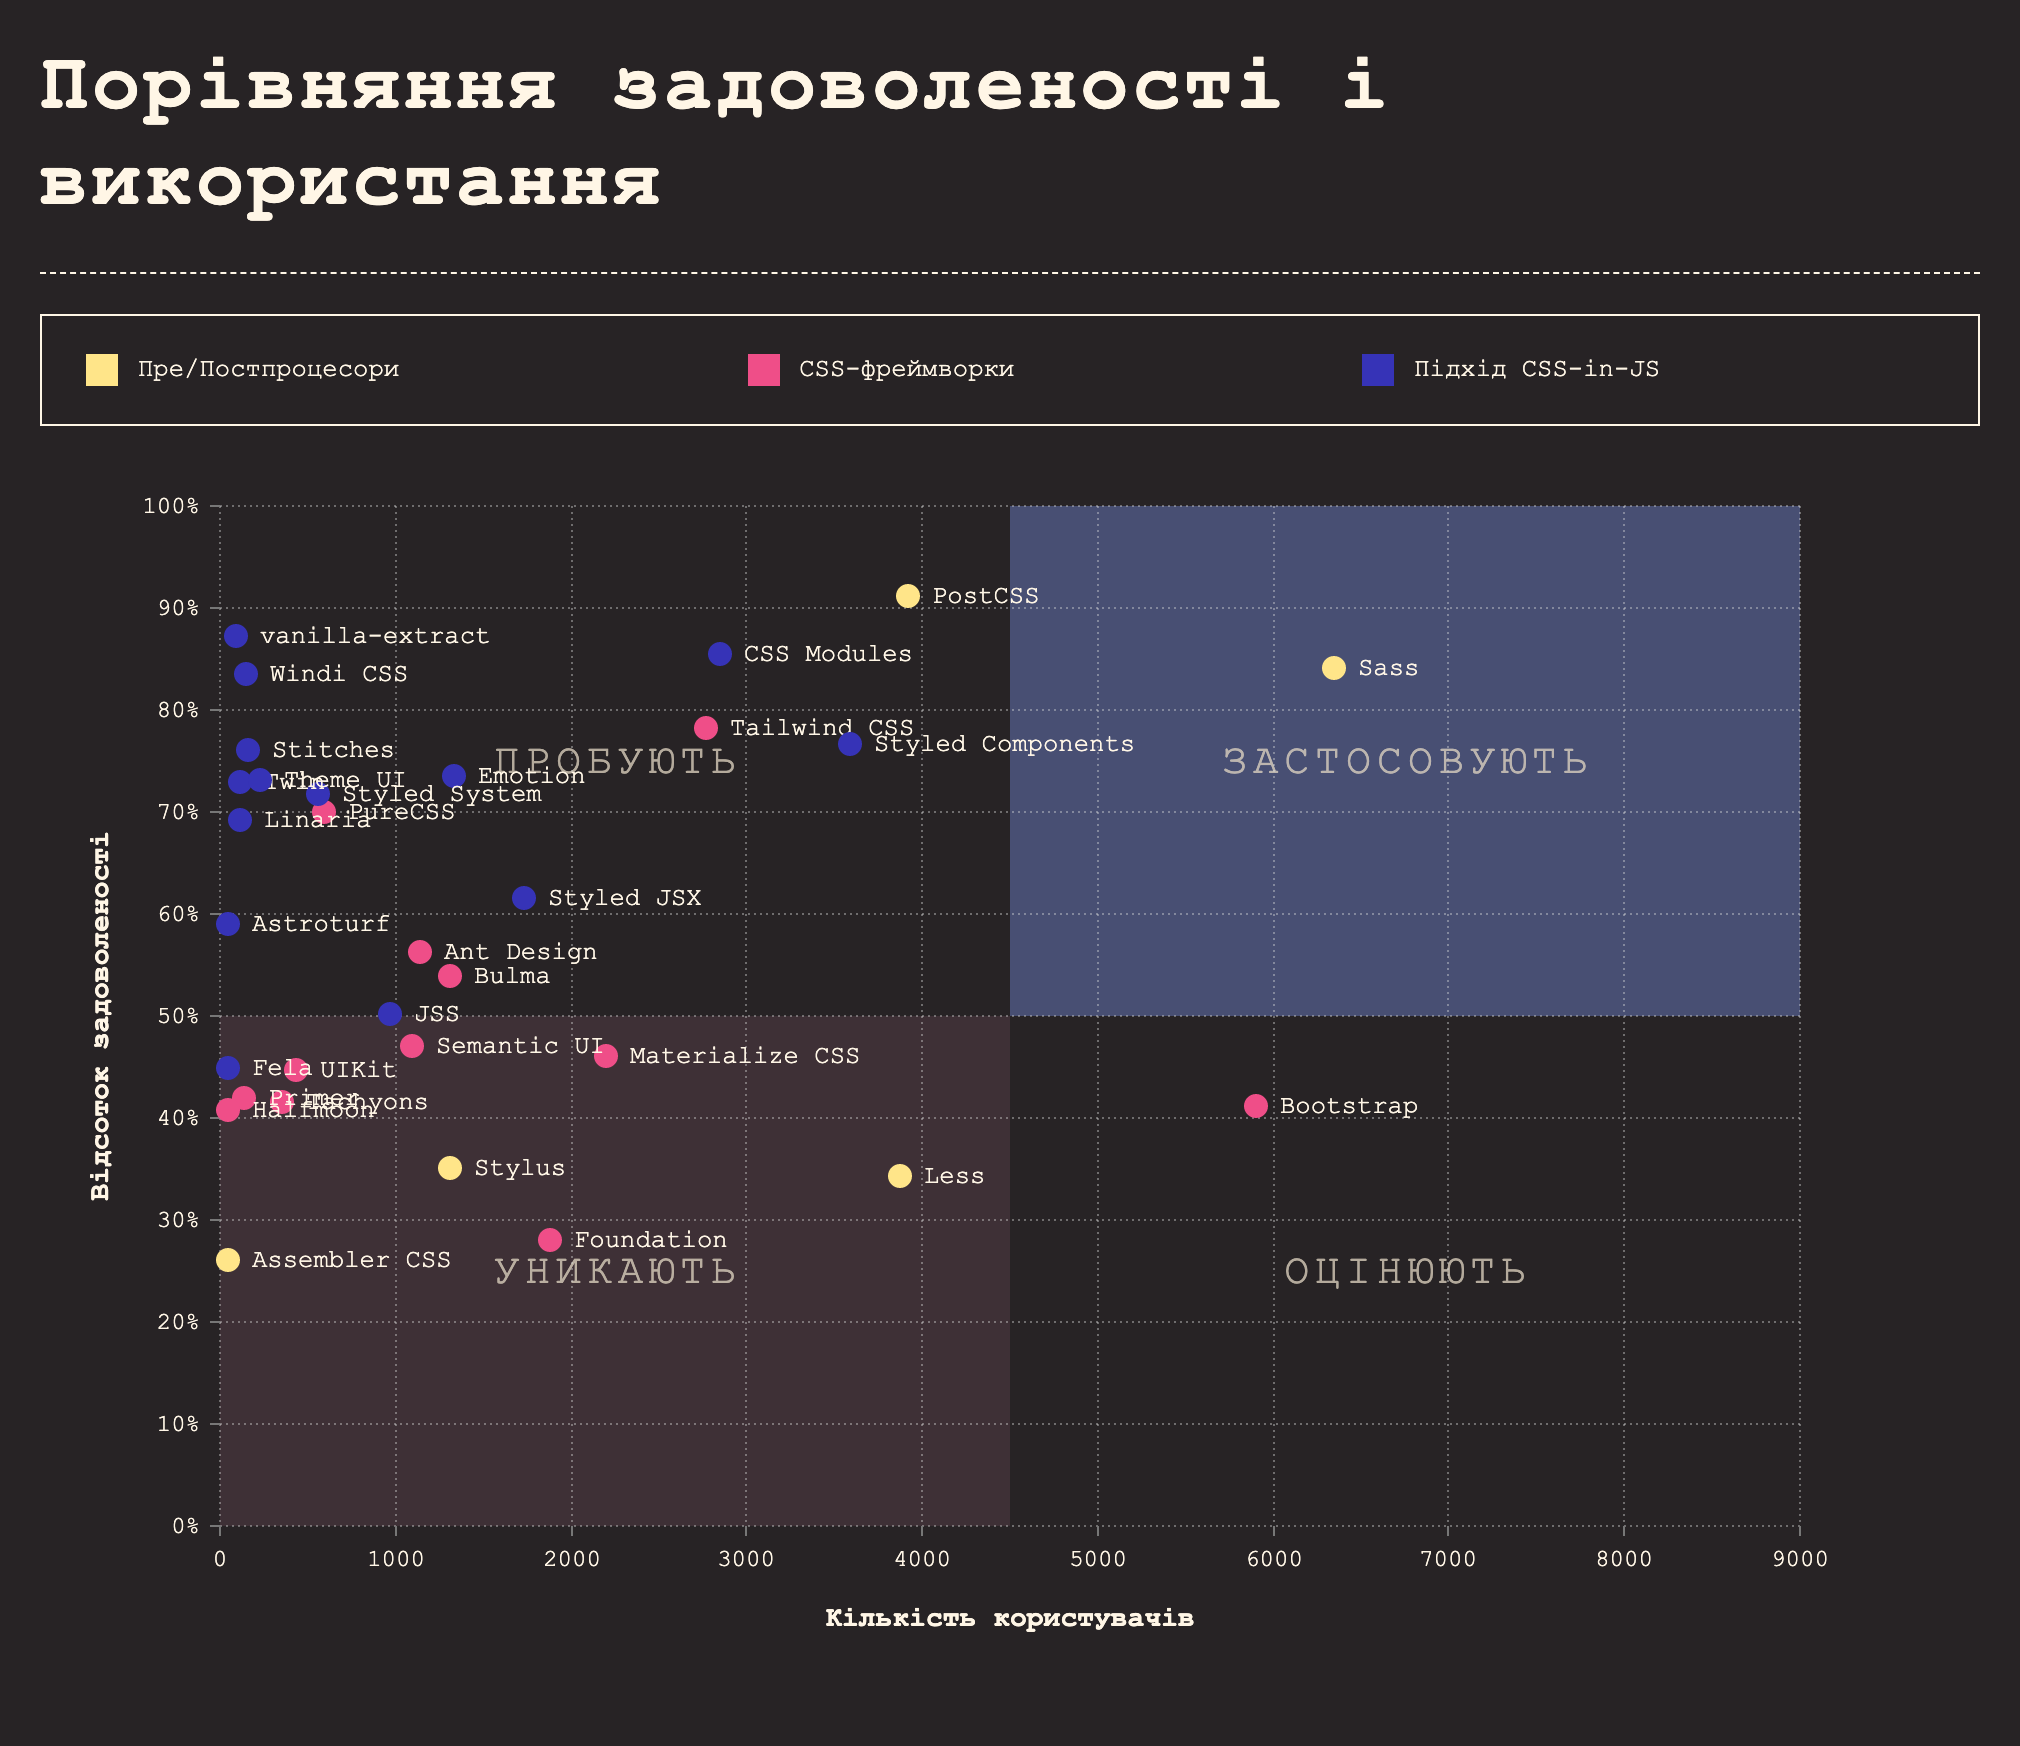 Порівняння задоволеності і
використання
Пре/Постпроцесори
CSS-фреймворки
Підхід CSS-in-JS
100%
90%
80%
70%
60%
50%
40%
30%
20%
10%
0%
Відсоток задоволеності
PostCSS
vanilla-extract
CSS Modules
Sass
Windi CSS
Tailwind CSS
Styled Components
Stitches
ПРОБУЮТЬ
ЗАСТОСОВУЮТЬ
Emotion
Theme UI
Twin
Styled System
PureCSS
Linaria
Styled JSX
Astroturf
Ant Design
Bulma
JSS
Semantic UI
Materialize CSS
Fela
UIKit
Primer
Tachyons
Halfmoon
Bootstrap
Stylus
Less
Foundation
Assembler CSS
УНИКАЮТЬ
ОЦІНЮЮТЬ
0
1000
2000
3000
4000
5000
6000
7000
8000
9000
Кількість користувачів